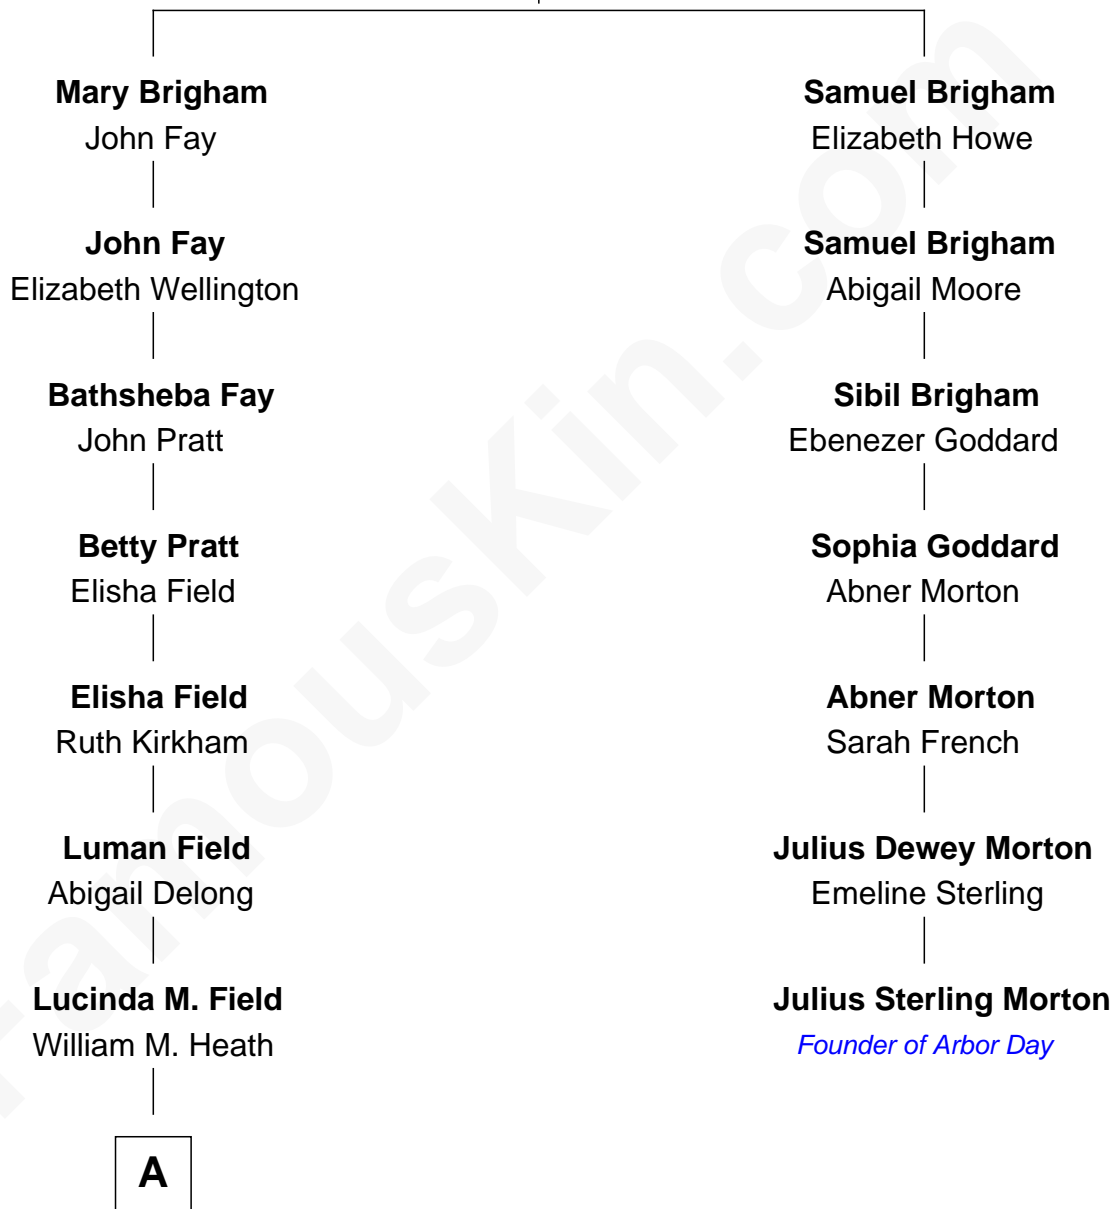 Mary Brigham
John Fay
John Fay
Elizabeth Wellington
Bathsheba Fay
John Pratt
Betty Pratt
Elisha Field
Elisha Field
Ruth Kirkham
Luman Field
Abigail Delong
Lucinda M. Field
William M. Heath
A
Samuel Brigham
Elizabeth Howe
Samuel Brigham
Abigail Moore
Sibil Brigham
Ebenezer Goddard
Sophia Goddard
Abner Morton
Abner Morton
Sarah French
Julius Dewey Morton
Emeline Sterling
Julius Sterling Morton
Founder of Arbor Day
FamousKin.com